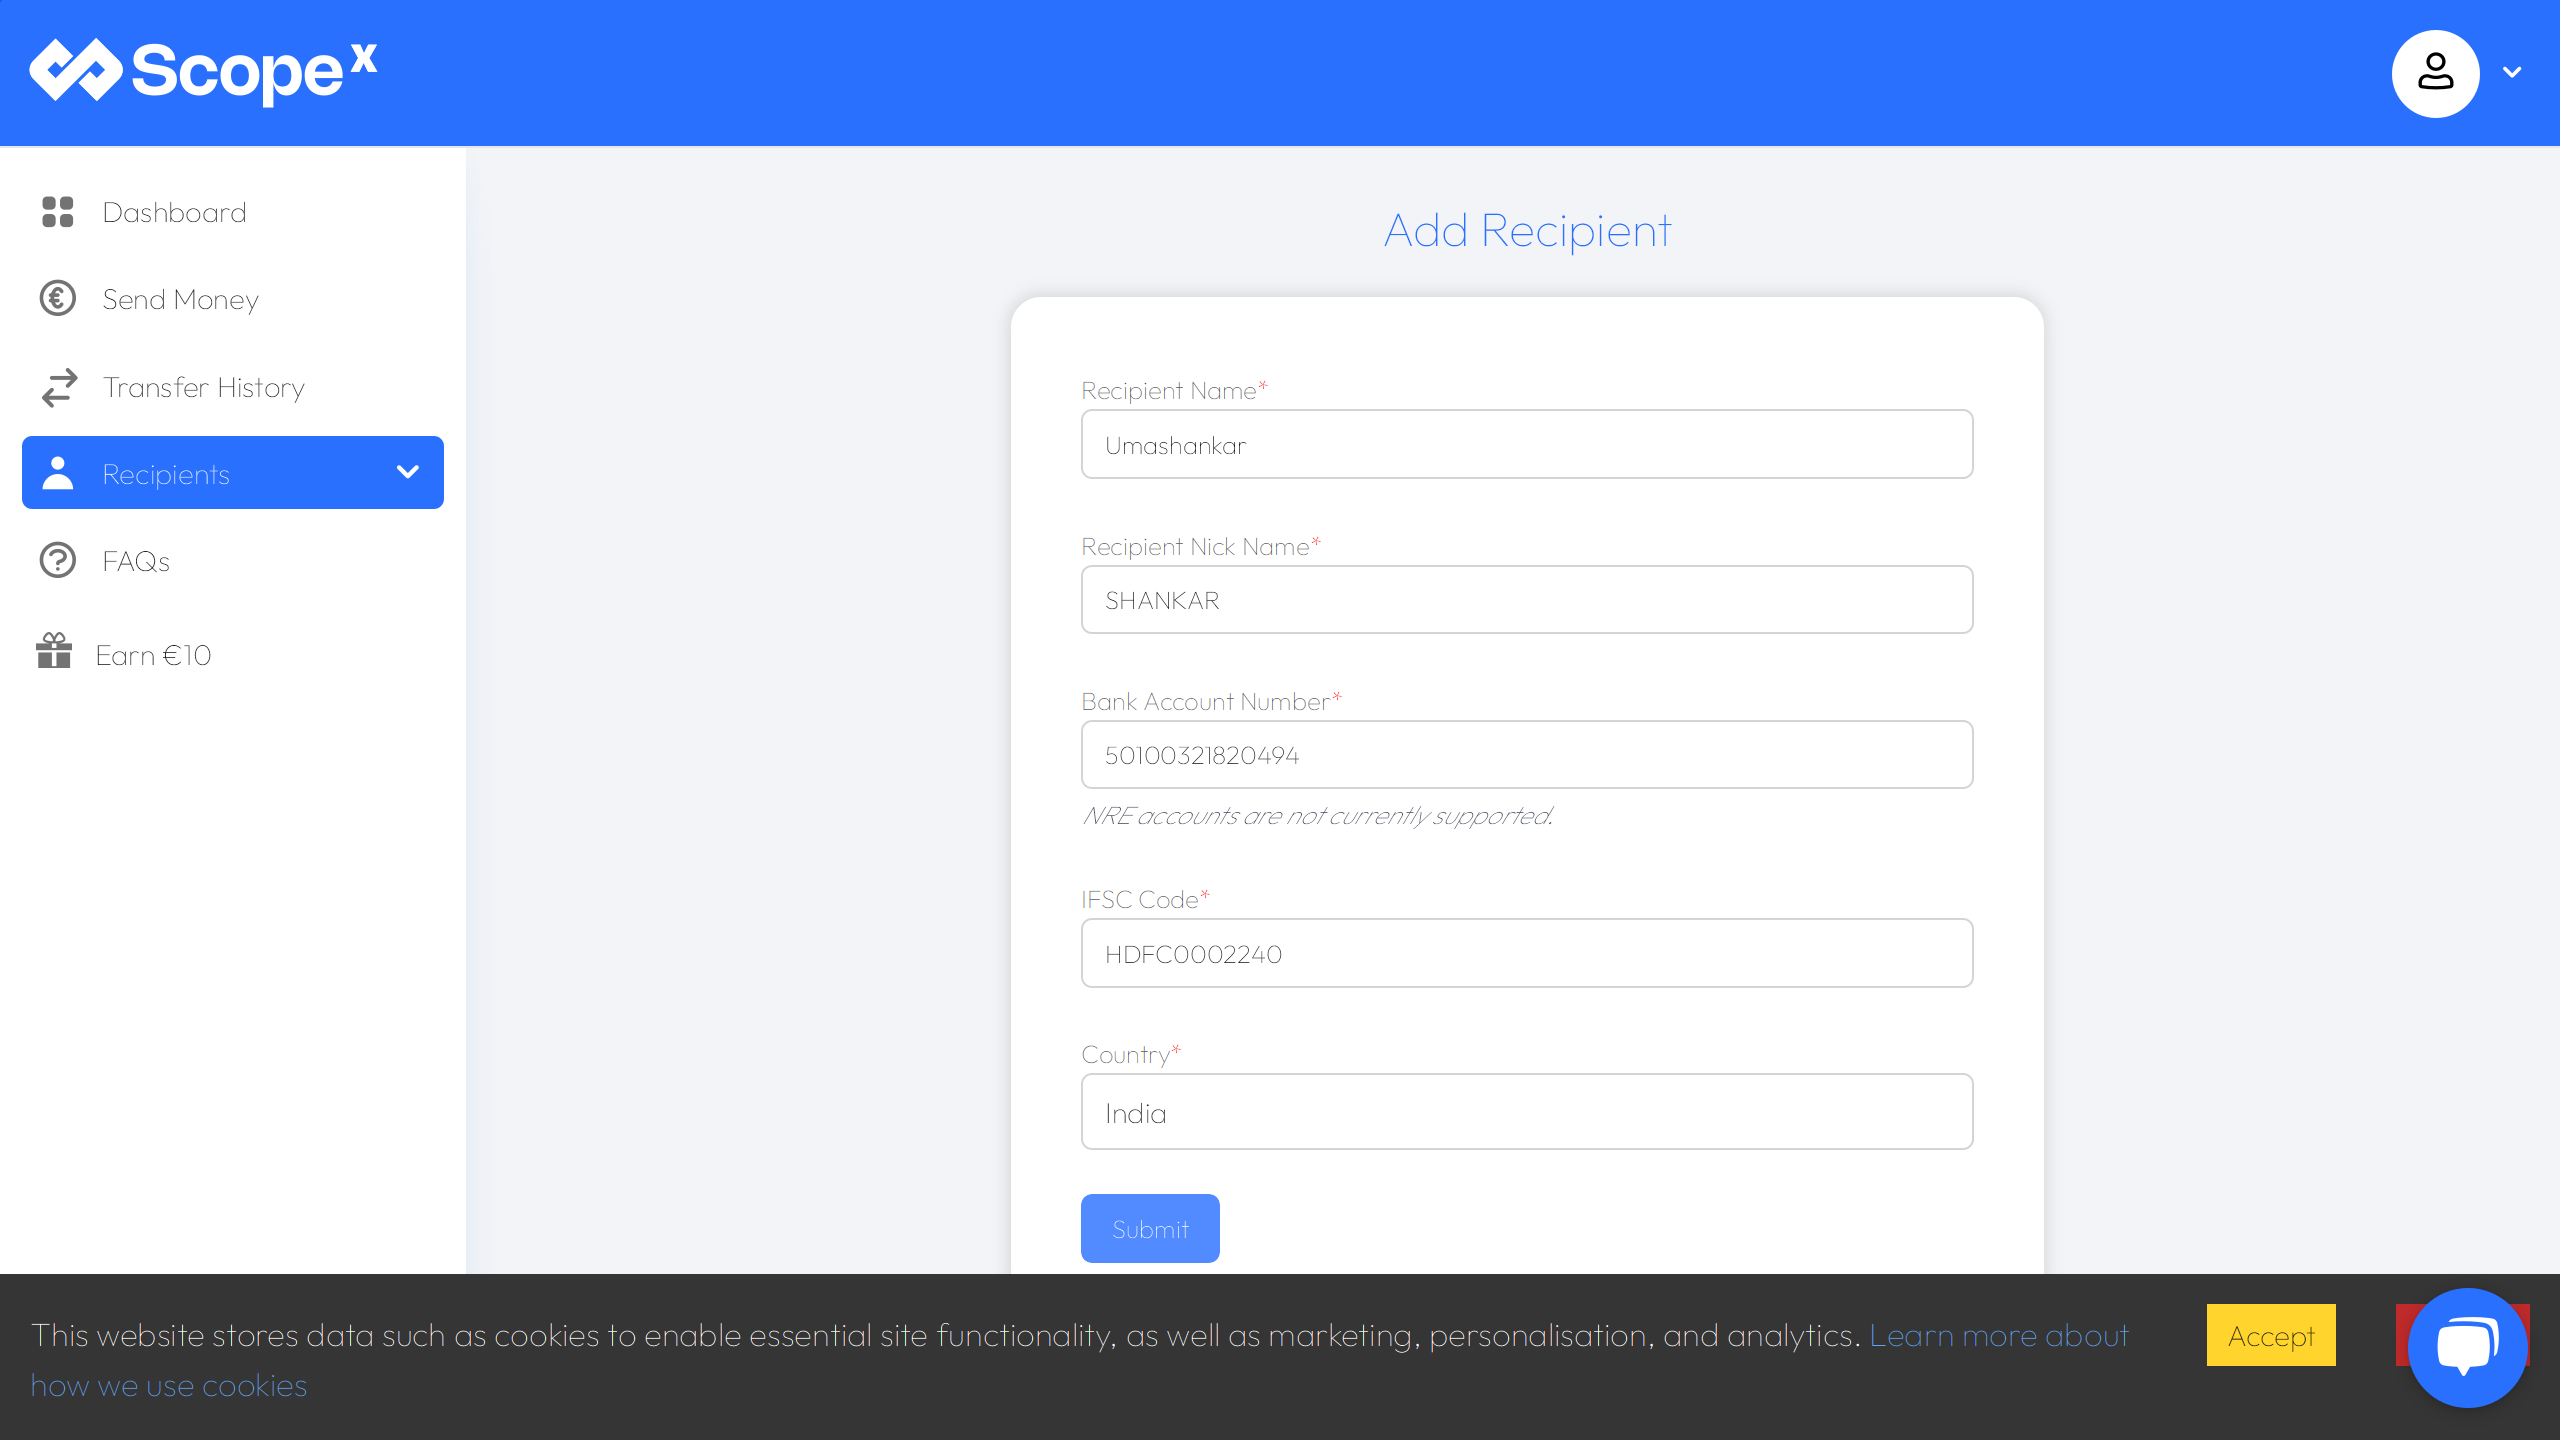 Scope x
Dashboard
Send Money
Transfer History
Recipients
FAQs
Earn €10
Add Recipient
Recipient Name*
Umashankar
Recipient Nick Name*
SHANKAR
Bank Account Number*
50100321820494
NRE accounts are not currently supported.
IFSC Code*
HDFC0002240
Country*
India
Submit
This website stores data such as cookies to enable essential site functionality, as well as marketing, personalisation, and analytics. Learn more about
how we use cookies
Accept